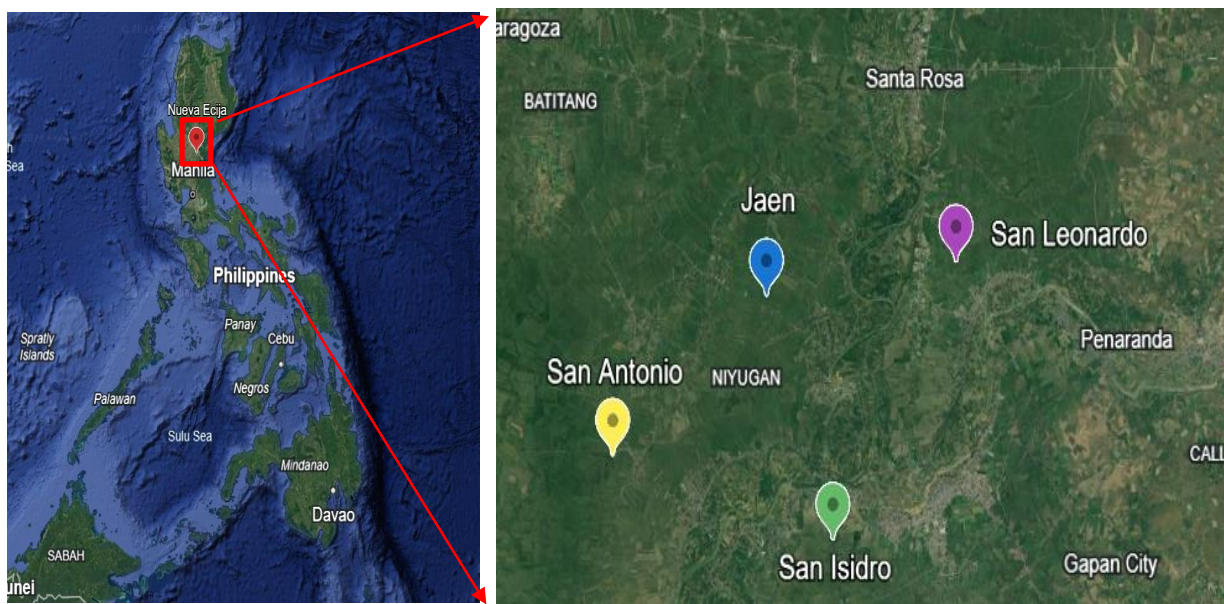 Nueva Ecija
Manila
Sea
Philippines
Spratly
Islands
Panay
Cebu
Negros
Palawan
Sulu Sea
Mindanao
Davao
SABAH
unei
aragoza
Santa Rosa
BATITANG
Jaen
San Leonardo
Penaranda
San Antonio
NIYUGAN
CALL
San Isidro
Gapan City